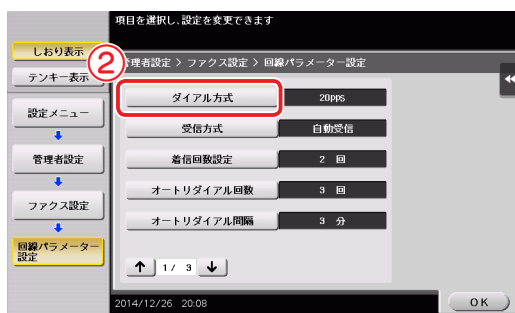 項目を選択し、設定を変更できます
しおり表示
テンキー表示
設定メニュー
管理者設定
ファクス設定
回線パラメーター
設定
②
管理者設定 > ファクス設定 > 回線パラメーター設定
ダイアル方式 20pps
受信方式 自動受信
着信回数設定 2 回
オートリダイアル回数 3 回
オートリダイアル間隔 3 分
↑ 1/ 3 ↓
2014/12/26 20:08
OK